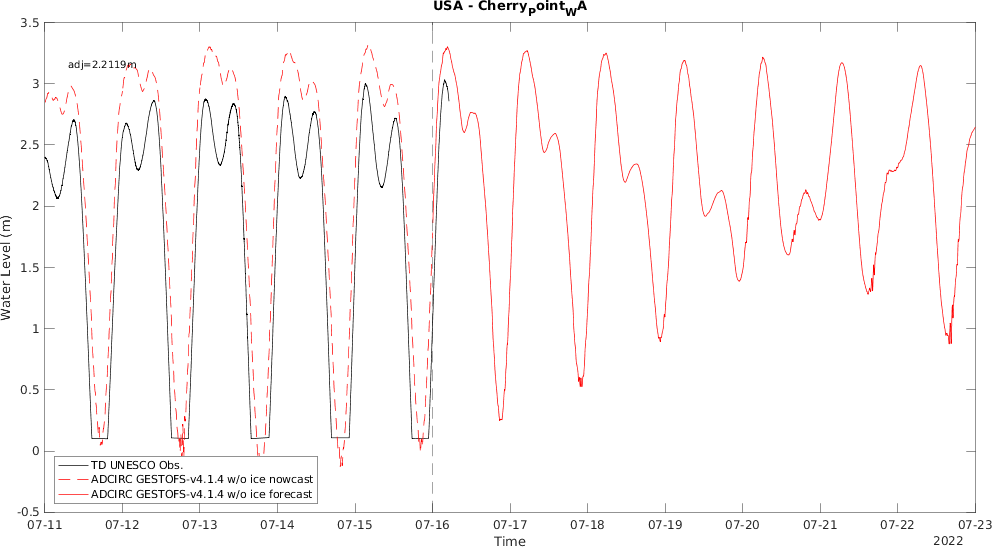 USA - CherryPointWA
adj=2.2119m
3.5
3
2.5
2
1.5
1
0.5
0
-0.5
Water Level (m)
TD UNESCO Obs.
ADCIRC GESTOFS-v4.1.4 w/o ice nowcast
ADCIRC GESTOFS-v4.1.4 w/o ice forecast
07-11 07-12 07-13 07-14 07-15 07-16 07-17 07-18 07-19 07-20 07-21 07-22 07-23
Time
2022